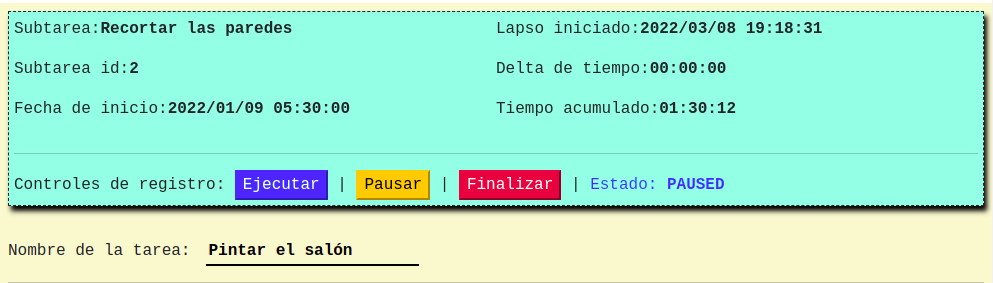 Subtarea:Recortar las paredes Lapso iniciado:2022/03/08 19:18:31
Subtarea id:2 Delta de tiempo:00:00:00
Fecha de inicio:2022/01/09 05:30:00 Tiempo acumulado:01:30:12
Controles de registro: Ejecutar | Pausar | Finalizar | Estado: PAUSED
Nombre de la tarea: Pintar el salón